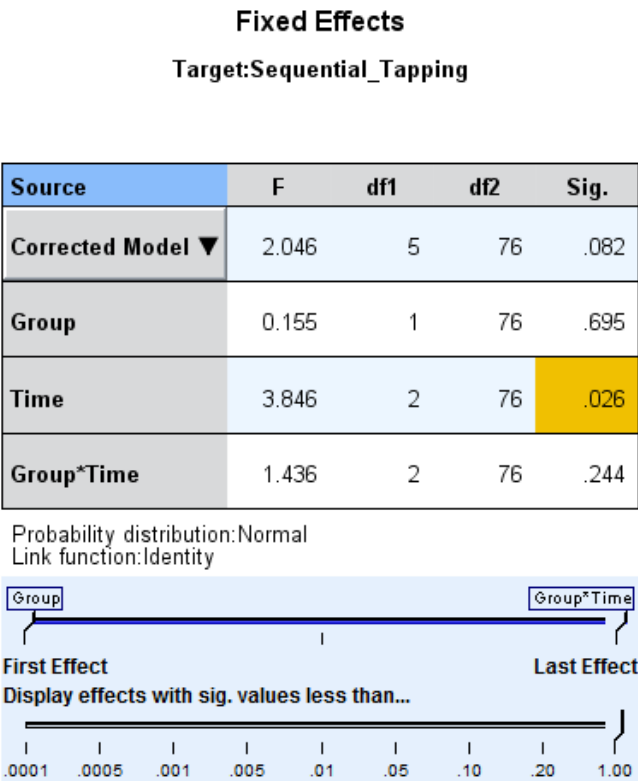 Fixed Effects
Target:Sequential_Tapping
Source F df1 df2 Sig.
Corrected Model ▼ 2.046 5 76 .082
Group 0.155 1 76 .695
Time 3.846 2 76 .026
Group*Time 1.436 2 76 .244
Probability distribution:Normal
Link function:Identity
Group Group*Time
First Effect Last Effect
Display effects with sig. values less than...
.0001 .0005 .001 .005 .01 .05 .10 .20 1.00